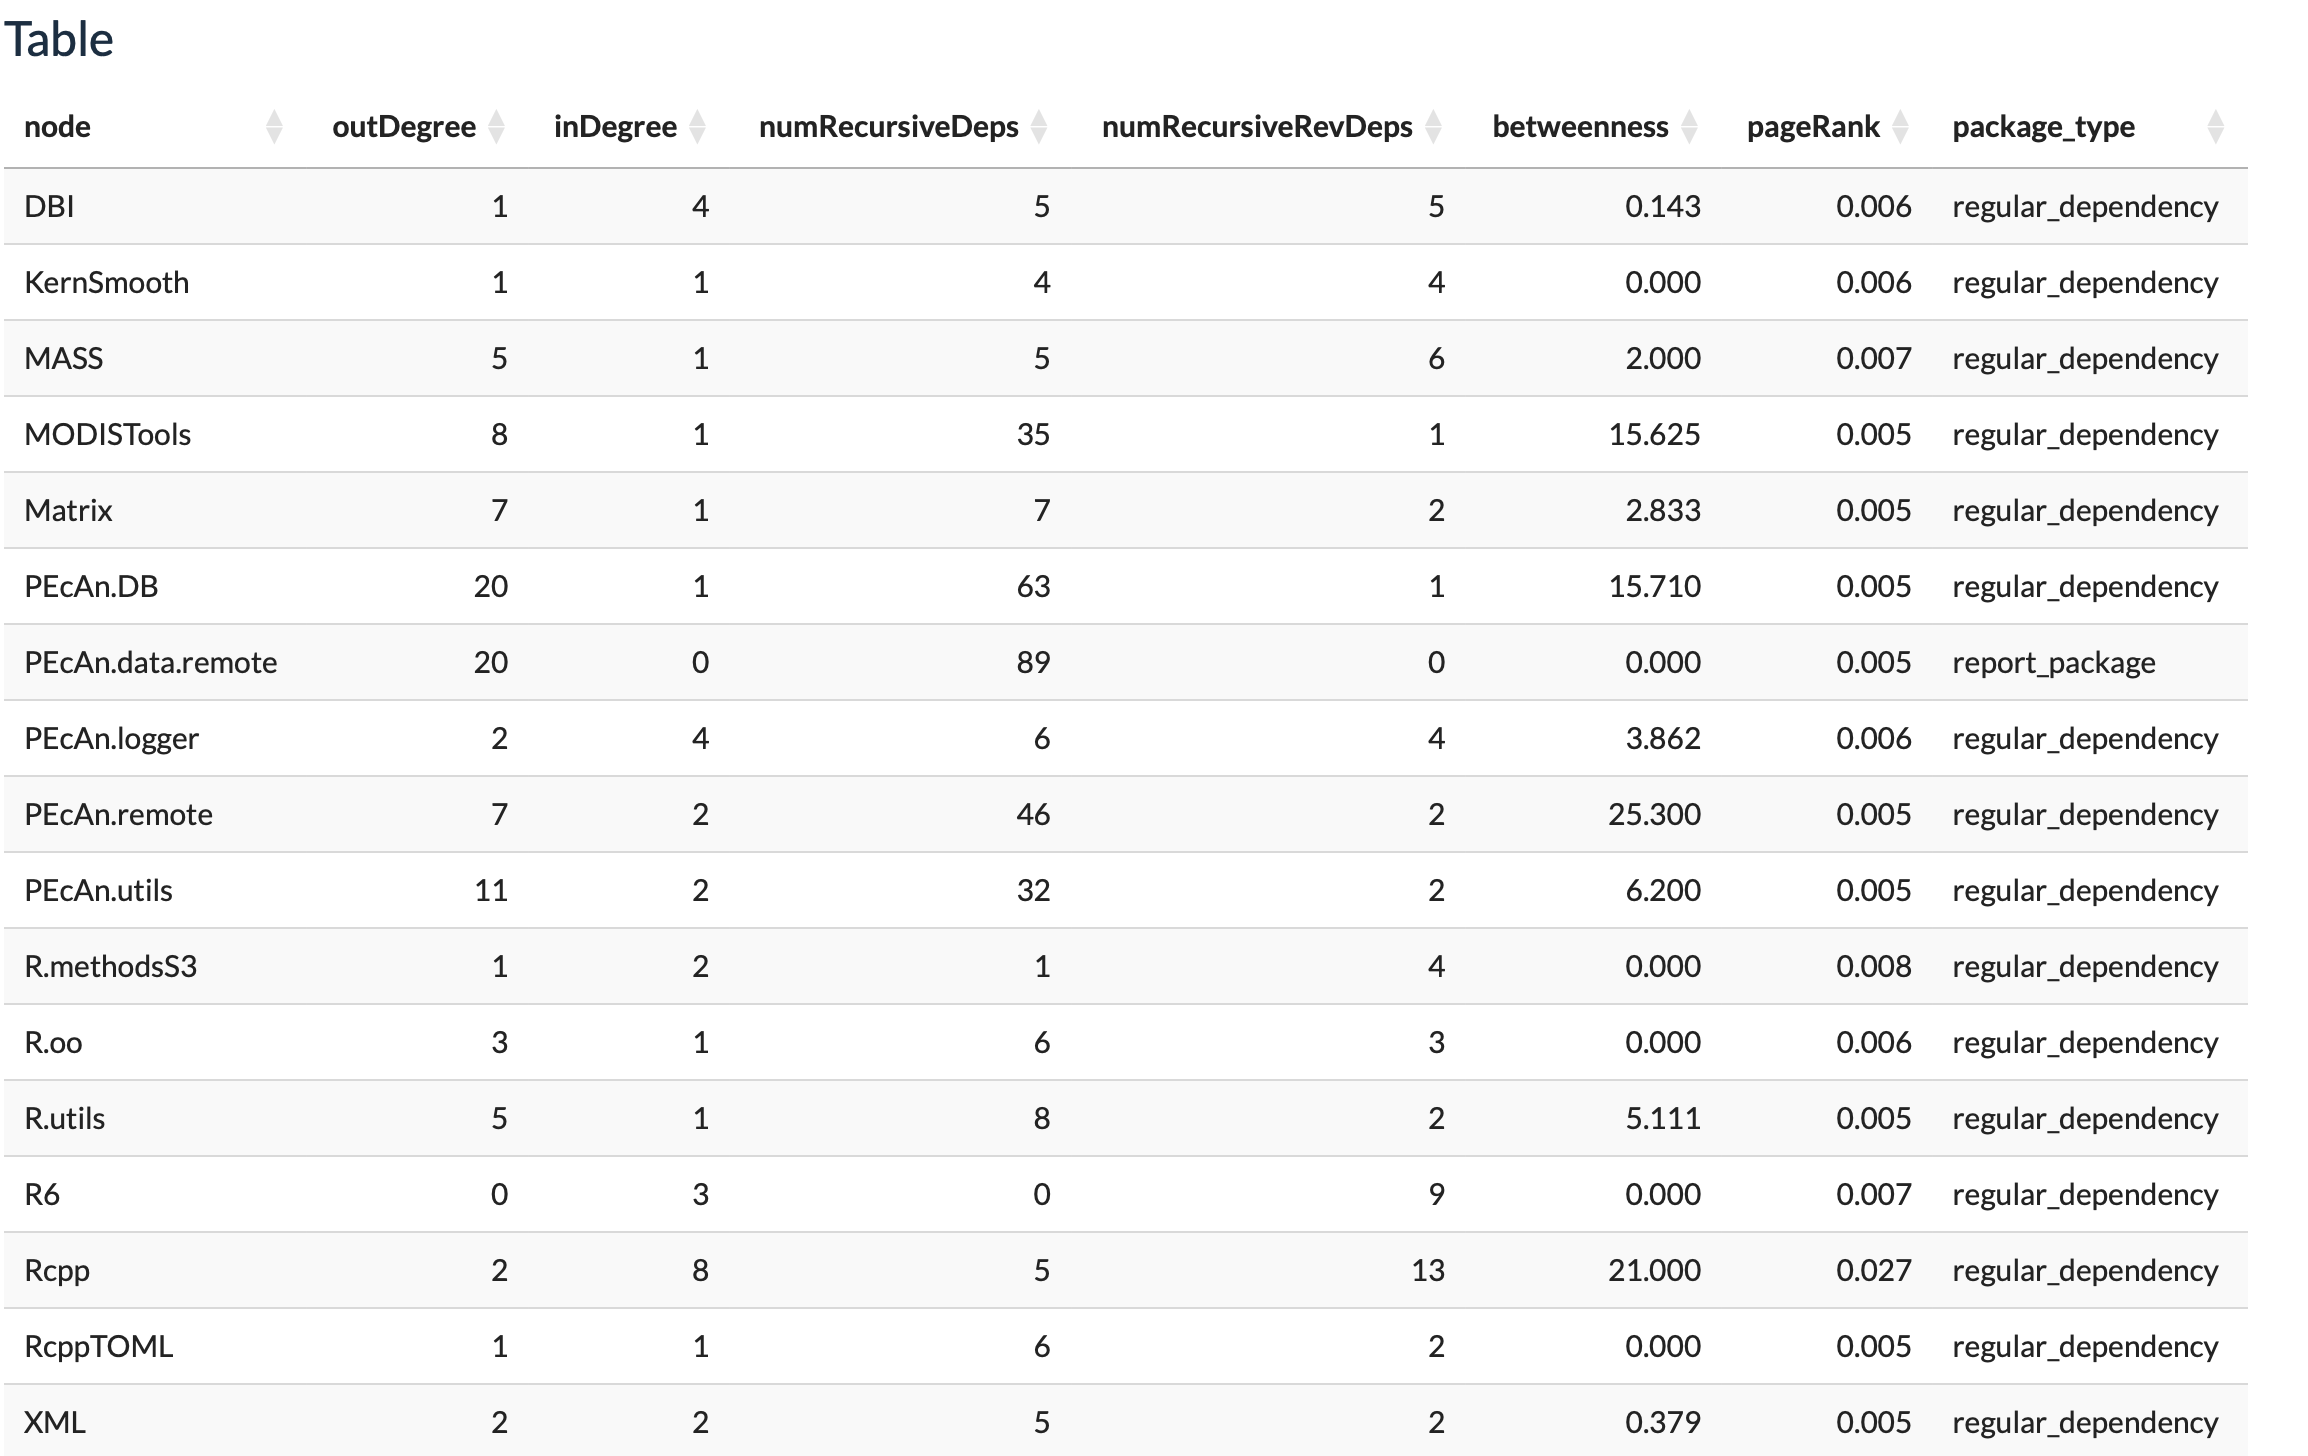 Table
node outDegree inDegree numRecursiveDeps numRecursiveRevDeps betweenness pageRank package_type
DBI 1 4 5 5 0.143 0.006 regular_dependency
KernSmooth 1 1 4 4 0.000 0.006 regular_dependency
MASS 5 1 5 6 2.000 0.007 regular_dependency
MODISTools 8 1 35 1 15.625 0.005 regular_dependency
Matrix 7 1 7 2 2.833 0.005 regular_dependency
PEcAn.DB 20 1 63 1 15.710 0.005 regular_dependency
PEcAn.data.remote 20 0 89 0 0.000 0.005 report_package
PEcAn.logger 2 4 6 4 3.862 0.006 regular_dependency
PEcAn.remote 7 2 46 2 25.300 0.005 regular_dependency
PEcAn.utils 11 2 32 2 6.200 0.005 regular_dependency
R.methodsS3 1 2 1 4 0.000 0.008 regular_dependency
R.oo 3 1 6 3 0.000 0.006 regular_dependency
R.utils 5 1 8 2 5.111 0.005 regular_dependency
R6 0 3 0 9 0.000 0.007 regular_dependency
Rcpp 2 8 5 13 21.000 0.027 regular_dependency
RcppTOML 1 1 6 2 0.000 0.005 regular_dependency
XML 2 2 5 2 0.379 0.005 regular_dependency